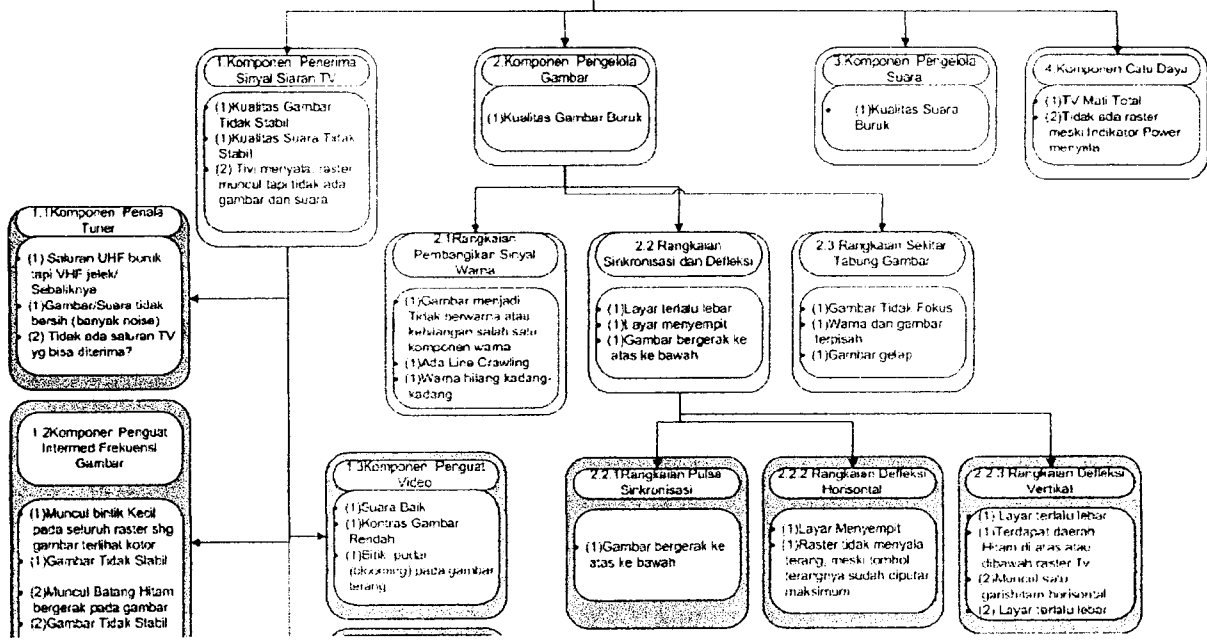 1.Komponen Penerima
Sinyal Siaran TV
(1)Kualitas Gambar
Tidak Stabil
(1)Kualitas Suara Tidak
Stabil
(2) Tivi menyala, raster
muncul tapi tidak ada
gambar dan suara
2.Komponen Pengelola
Gambar
(1)Kualitas Gambar Buruk
3.Komponen Pengelola
Suara
(1)Kualitas Suara
Buruk
4.Komponen Catu Daya
(1)TV Mati Total
(2)Tidak ada raster
meski Indikator Power
menyala
1.1Komponen Penala
Tuner
(1) Saluran UHF buruk
tapi VHF jelek/
Sebaliknya
(1)Gambar/Suara tidak
bersih (banyak noise)
(2) Tidak ada saluran TV
yg bisa diterima?
2.1Rangkaian
Pembangikan Sinyal
Warna
(1)Gambar menjadi
Tidak berwarna atau
kehilangan salah satu
komponen warna
(1)Ada Line Crawling
(1)Warna hilang kadang-
kadang
2.2 Rangkaian
Sinkronisasi dan Defleksi
(1)Layar terlalu lebar
(1)Layar menyempit
(1)Gambar bergerak ke
atas ke bawah
2.3 Rangkaian Sekitar
Tabung Gambar
(1)Gambar Tidak Fokus
(1)Warna dan gambar
terpisah
(1)Gambar gelap
1.2Komponen Penguat
Intermed Frekuensi
Gambar
(1)Muncul bintik Kecil
pada seluruh raster shg
gambar terlihat kotor
(1)Gambar Tidak Stabil
(2)Muncul Batang Hitam
bergerak pada gambar
(2)Gambar Tidak Stabil
1.3Komponen Penguat
Video
(1)Suara Baik
(1)Kontras Gambar
Rendah
(1)Bitik pudar
(blooming) pada gambar
terang
2.2.1Rangkaian Pulsa
Sinkronisasi
(1)Gambar bergerak ke
atas ke bawah
2.2.2 Rangkaian Defleksi
Horisontal
(1)Layar Menyempit
(1)Raster tidak menyala
terang, meski tombol
terangnya sudah diputar
maksimum
2.2.3 Rangkaian Defleksi
Vertikal
(1) Layar terlalu lebar
(1)Terdapat daerah
Hitam di atas atau
dibawah raster Tv
(2)Muncul satu
garishitam horisontal
(2) Layar terlalu lebar